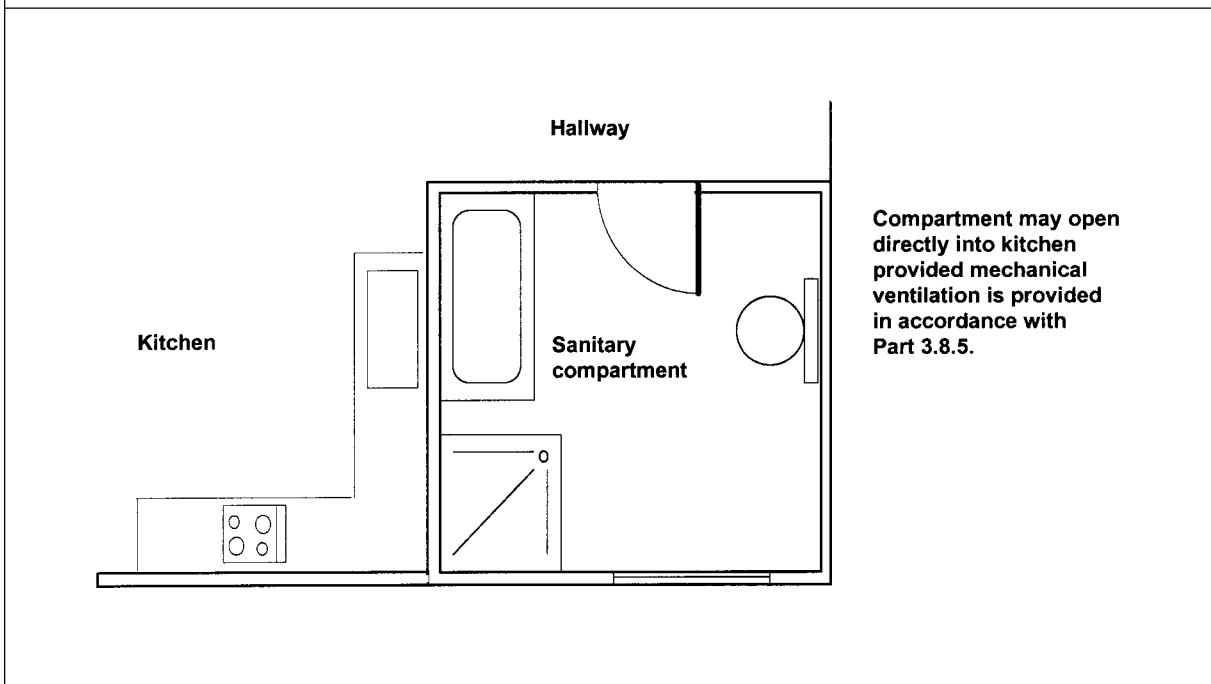 Hallway
Kitchen
Sanitary
compartment
Compartment may open
directly into kitchen
provided mechanical
ventilation is provided
in accordance with
Part 3.8.5.